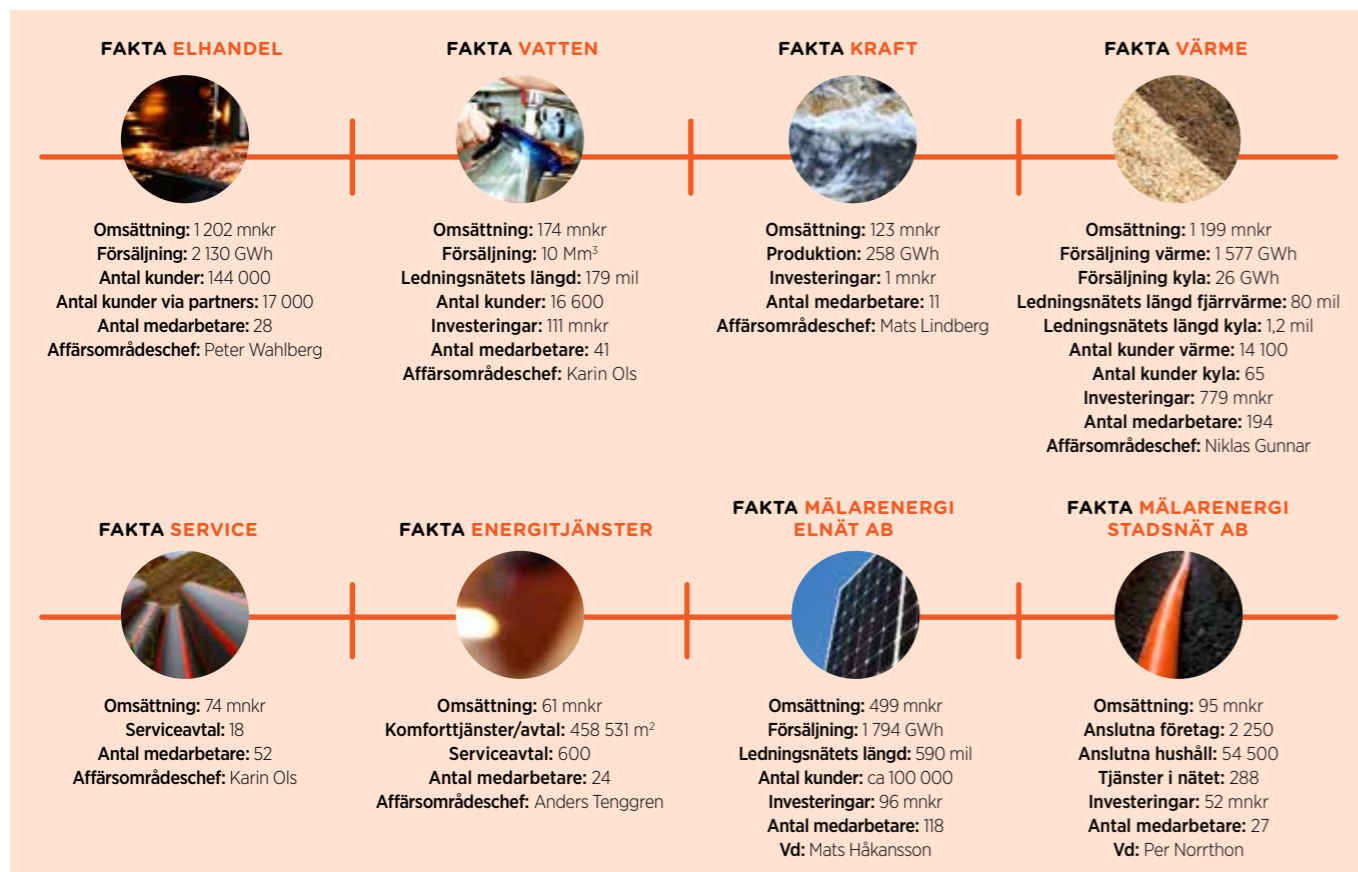 FAKTA ELHANDEL
Omsättning: 1 202 mnkr
Försäljning: 2 130 GWh
Antal kunder: 144 000
Antal kunder via partners: 17 000
Antal medarbetare: 28
Affärsområdeschef: Peter Wahlberg
FAKTA VATTEN
Omsättning: 174 mnkr
Försäljning: 10 Mm³
Ledningsnätets längd: 179 mil
Antal kunder: 16 600
Investeringar: 111 mnkr
Antal medarbetare: 41
Affärsområdeschef: Karin Ols
FAKTA KRAFT
Omsättning: 123 mnkr
Produktion: 258 GWh
Investeringar: 1 mnkr
Antal medarbetare: 11
Affärsområdeschef: Mats Lindberg
FAKTA VÄRME
Omsättning: 1 199 mnkr
Försäljning värme: 1 577 GWh
Försäljning kyla: 26 GWh
Ledningsnätets längd fjärrvärme: 80 mil
Ledningsnätets längd kyla: 1,2 mil
Antal kunder värme: 14 100
Antal kunder kyla: 65
Investeringar: 779 mnkr
Antal medarbetare: 194
Affärsområdeschef: Niklas Gunnar
FAKTA SERVICE
Omsättning: 74 mnkr
Serviceavtal: 18
Antal medarbetare: 52
Affärsområdeschef: Karin Ols
FAKTA ENERGITJÄNSTER
Omsättning: 61 mnkr
Komforttjänster/avtal: 458 531 m²
Serviceavtal: 600
Antal medarbetare: 24
Affärsområdeschef: Anders Tenggren
FAKTA MÄLARENERGI
ELNÄT AB
Omsättning: 499 mnkr
Försäljning: 1 794 GWh
Ledningsnätets längd: 590 mil
Antal kunder: ca 100 000
Investeringar: 96 mnkr
Antal medarbetare: 118
Vd: Mats Håkansson
FAKTA MÄLARENERGI
STADSNÄT AB
Omsättning: 95 mnkr
Anslutna företag: 2 250
Anslutna hushåll: 54 500
Tjänster i nätet: 288
Investeringar: 52 mnkr
Antal medarbetare: 27
Vd: Per Norrthon